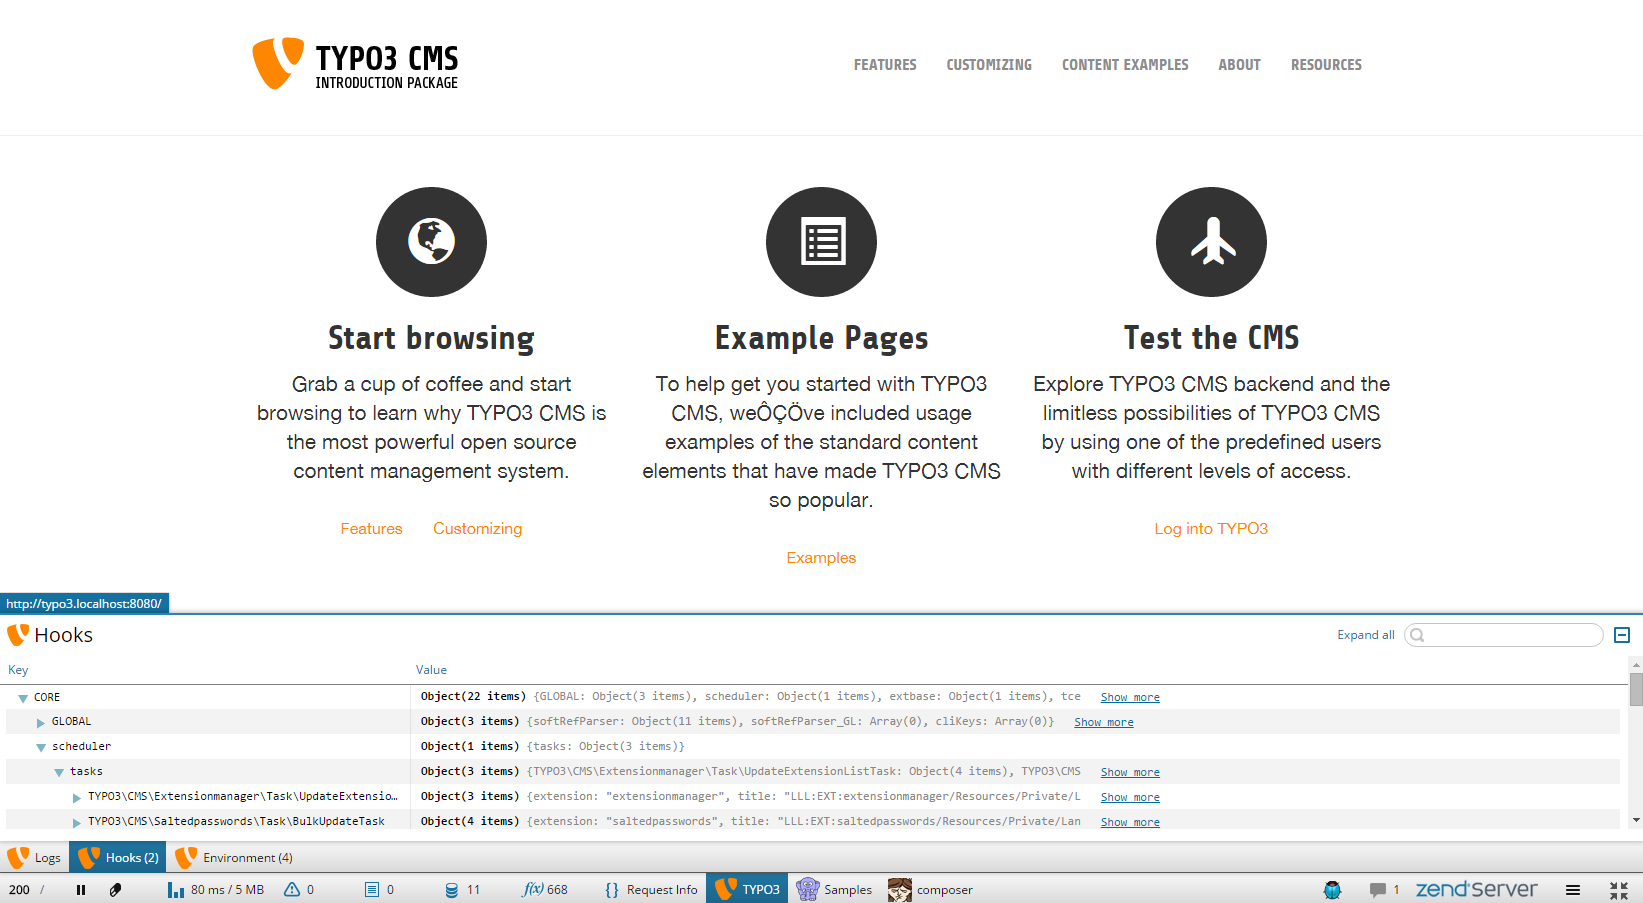 TYPO3 CMS
INTRODUCTION PACKAGE
FEATURES CUSTOMIZING CONTENT EXAMPLES ABOUT RESOURCES
Start browsing
Grab a cup of coffee and start
browsing to learn why TYPO3 CMS is
the most powerful open source
content management system.
Features Customizing
Example Pages
To help get you started with TYPO3
CMS, weÔÇÖve included usage
examples of the standard content
elements that have made TYPO3 CMS
so popular.
Examples
Test the CMS
Explore TYPO3 CMS backend and the
limitless possibilities of TYPO3 CMS
by using one of the predefined users
with different levels of access.
Log into TYPO3
http://typo3.localhost:8080/
Hooks Expand all
Key Value
CORE Object(22 items) {GLOBAL: Object(3 items), scheduler: Object(1 items), extbase: Object(1 items), tce Show more
GLOBAL Object(3 items) {softRefParser: Object(11 items), softRefParser_GL: Array(0), cliKeys: Array(0)} Show more
scheduler Object(1 items) {tasks: Object(3 items)}
tasks Object(3 items) {TYPO3\CMS\Extensionmanager\Task\UpdateExtensionListTask: Object(4 items), TYPO3\CMS Show more
TYPO3\CMS\Extensionmanager\Task\UpdateExtensio… Object(3 items) {extension: "extensionmanager", title: "LLL:EXT:extensionmanager/Resources/Private/L Show more
TYPO3\CMS\Saltedpasswords\Task\BulkUpdateTask Object(4 items) {extension: "saltedpasswords", title: "LLL:EXT:saltedpasswords/Resources/Private/Lan Show more
Logs Hooks (2) Environment (4)
200 / 80 ms / 5 MB 0 0 11 f(x) 668 {} Request Info TYPO3 Samples composer 1 zend Server